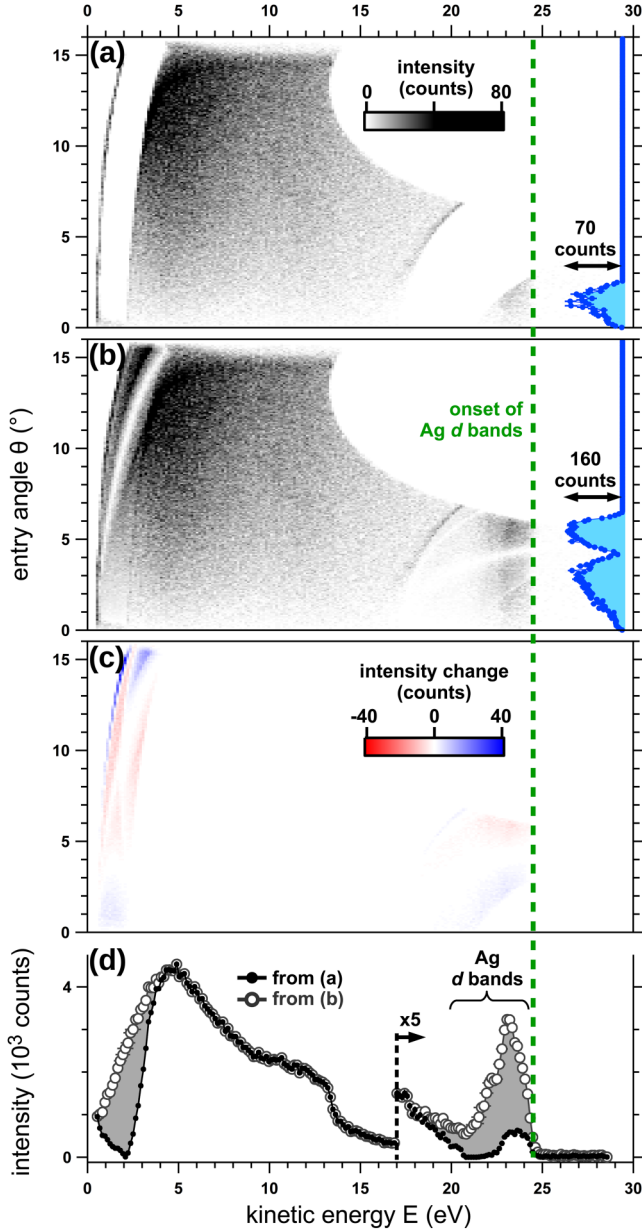 0 5 10 15 20 25 30
(a)
intensity
(counts)
0 80
70
counts
15
10
5
0
(b)
onset of
Ag d bands
160
counts
15
10
5
0
entry angle θ (°)
(c)
intensity change
(counts)
-40 0 40
15
10
5
0
(d)
from (a)
from (b)
Ag
d bands
x5
4
2
0
intensity (10³ counts)
0 5 10 15 20 25 30
kinetic energy E (eV)